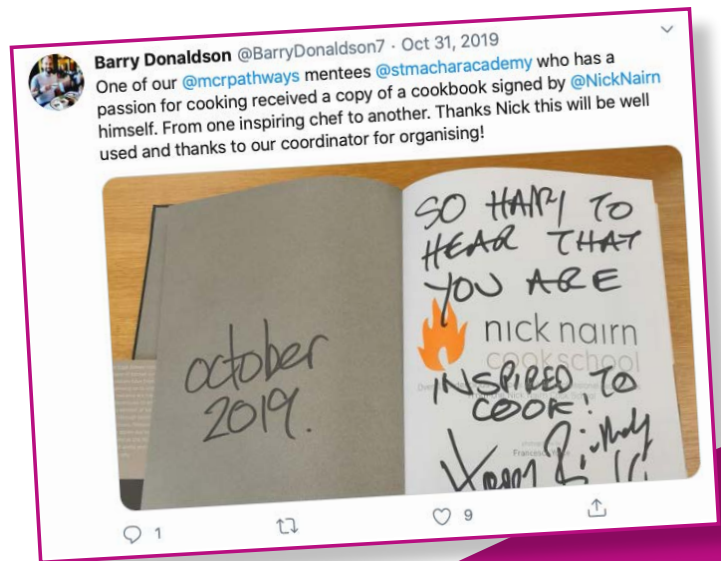 Barry Donaldson @BarryDonaldson7 · Oct 31, 2019
One of our @mcrpathways mentees @stmacharacademy who has a
passion for cooking received a copy of a cookbook signed by @NickNairn
himself. From one inspiring chef to another. Thanks Nick this will be well
used and thanks to our coordinator for organising!
october
2019.
SO HAPPY TO
HEAR THAT
YOU ARE
nick nairn
cookschool
INSPIRED TO
COOK!
Happy Birthday
1
9